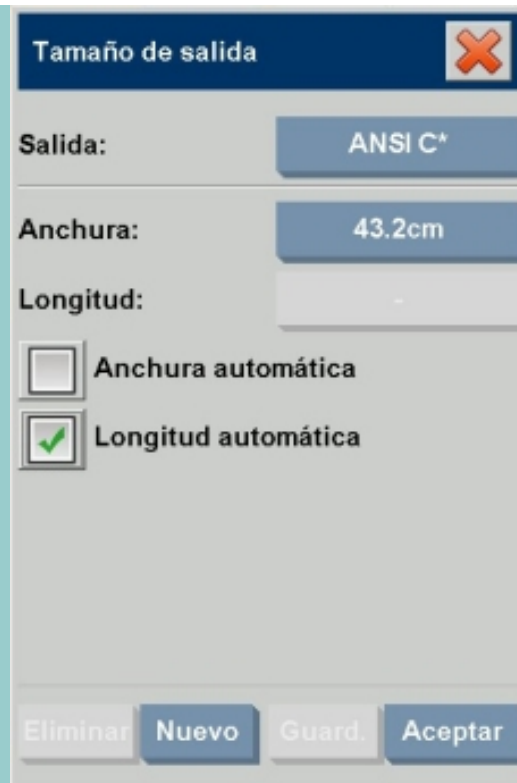 Tamaño de salida
Salida: ANSI C*
Anchura: 43.2cm
Longitud: -
Anchura automática
Longitud automática
Eliminar Nuevo Guard. Aceptar